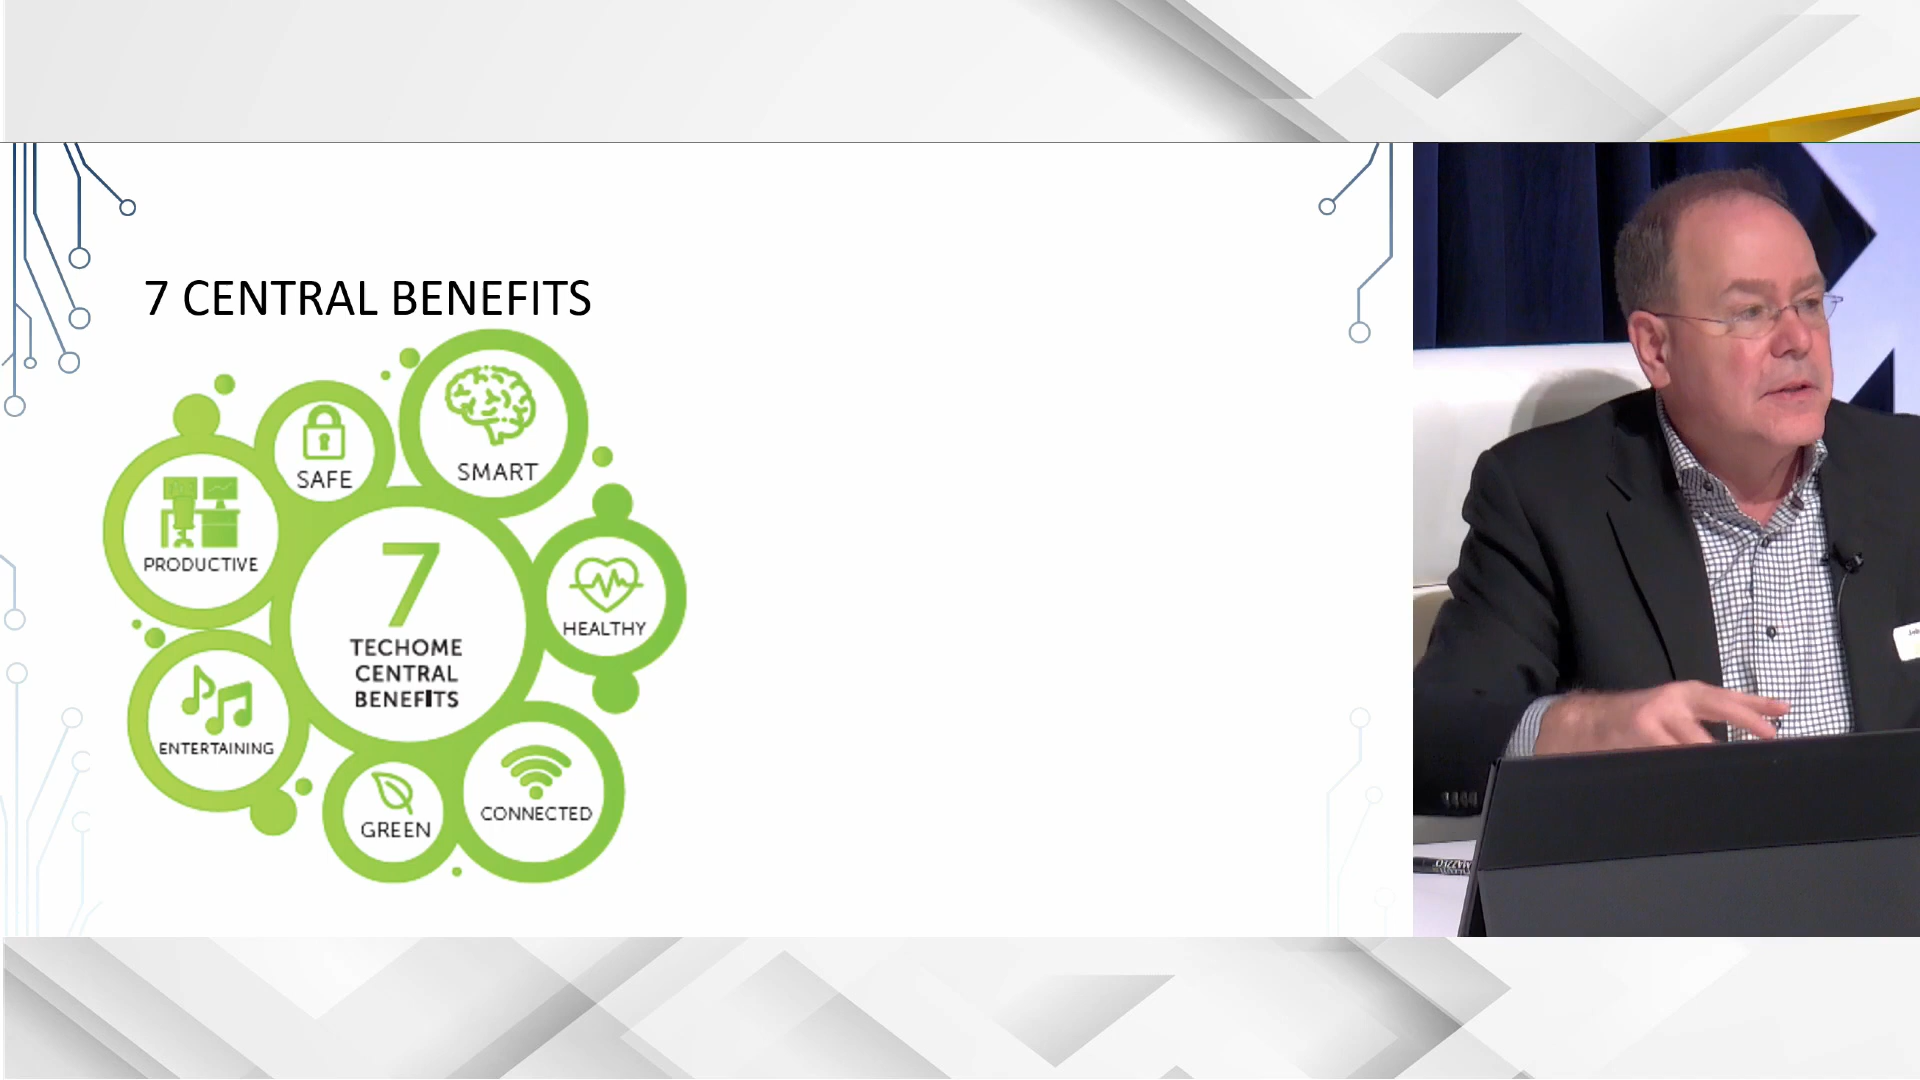 7 CENTRAL BENEFITS
SMART
SAFE
PRODUCTIVE
7
TECHOME
CENTRAL
BENEFITS
HEALTHY
ENTERTAINING
CONNECTED
GREEN